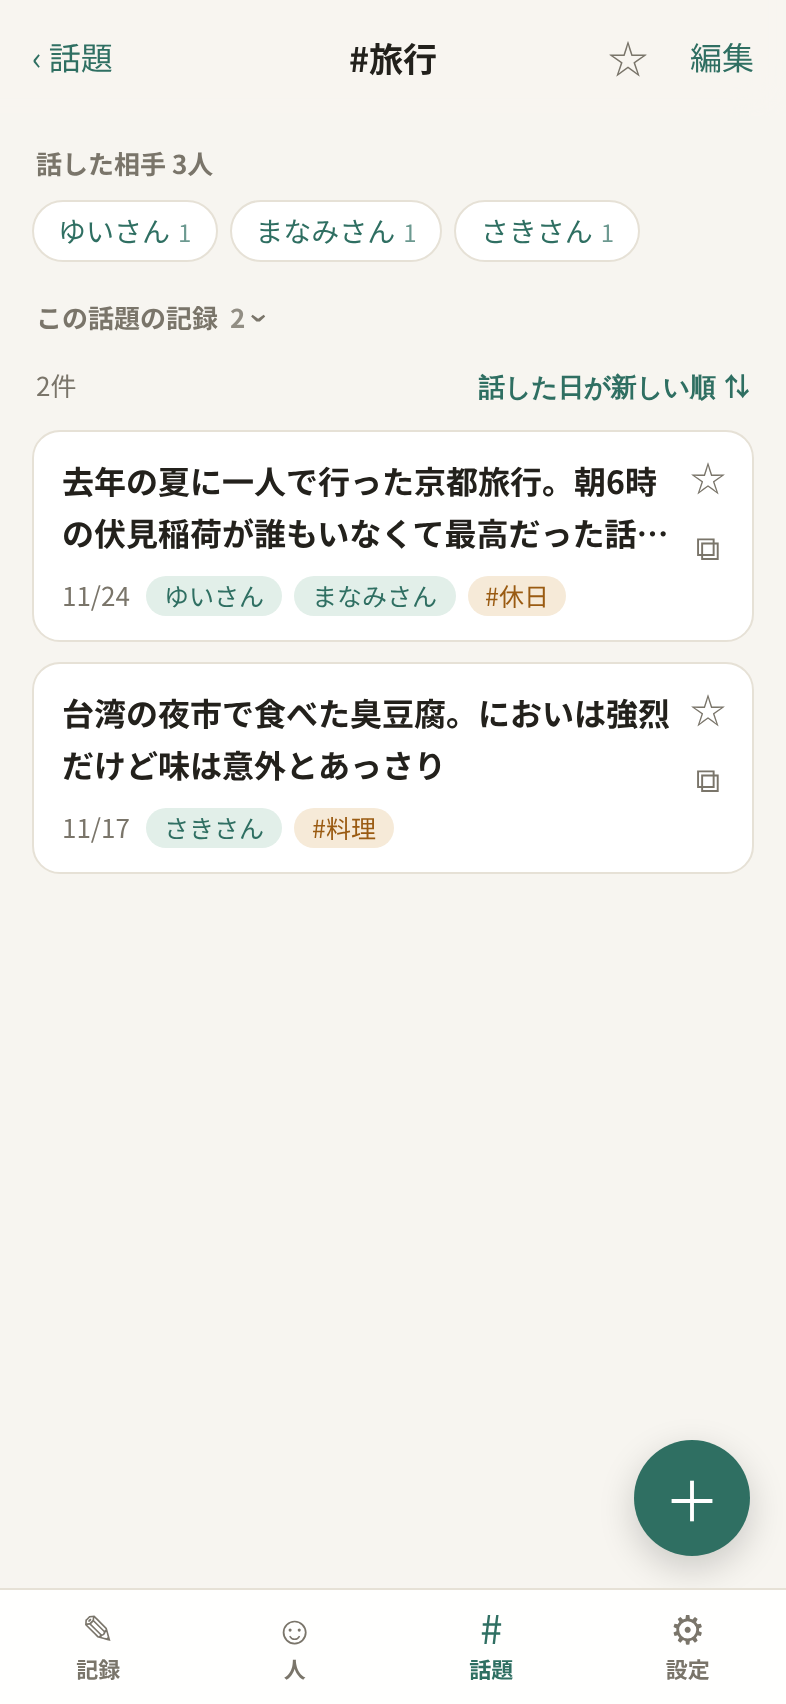 ‹ 話題 #旅行 ☆ 編集
話した相手 3人
ゆいさん 1 まなみさん 1 さきさん 1
この話題の記録 2
2件 話した日が新しい順 ⇅
去年の夏に一人で行った京都旅行。朝6時
の伏見稲荷が誰もいなくて最高だった話…
11/24 ゆいさん まなみさん #休日
台湾の夜市で食べた臭豆腐。においは強烈
だけど味は意外とあっさり
11/17 さきさん #料理
+
記録 人 話題 設定